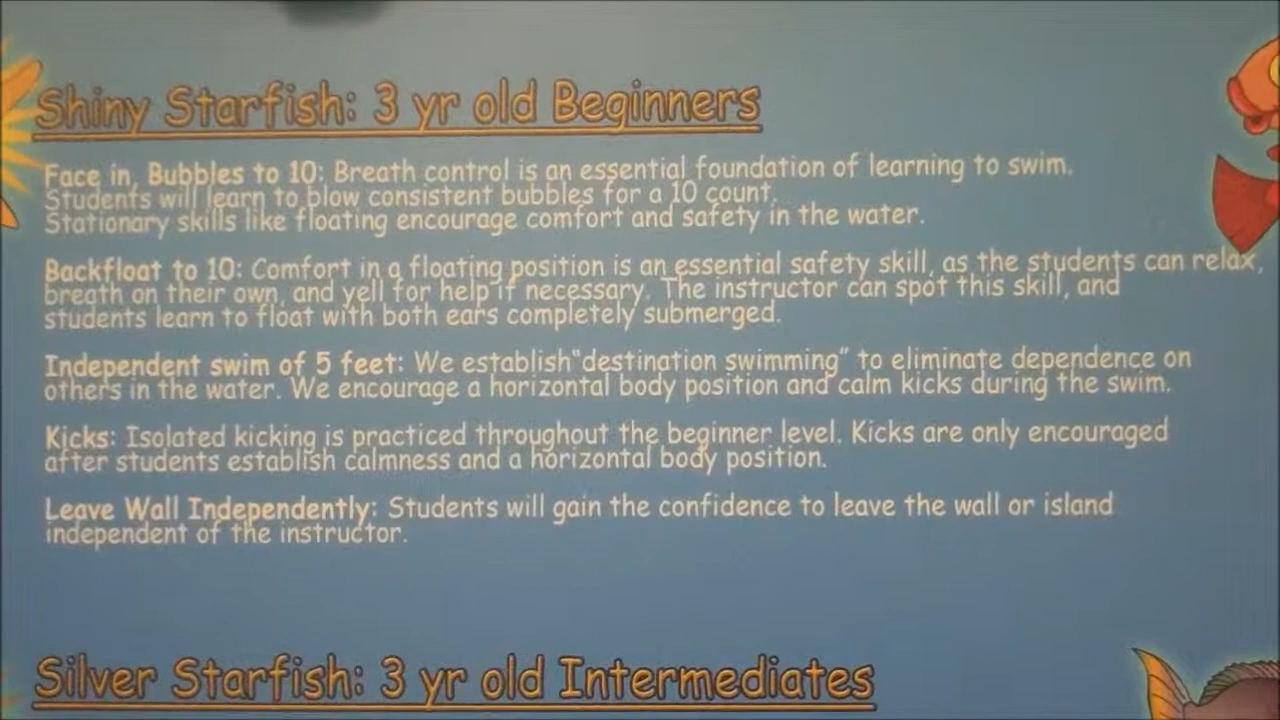 Shiny Starfish: 3 yr old Beginners
Face in, Bubbles to 10: Breath control is an essential foundation of learning to swim.
Students will learn to blow consistent bubbles for a 10 count.
Stationary skills like floating encourage comfort and safety in the water.
Backfloat to 10: Comfort in a floating position is an essential safety skill, as the students can relax,
breath on their own, and yell for help if necessary. The instructor can spot this skill, and
students learn to float with both ears completely submerged.
Independent swim of 5 feet: We establish "destination swimming" to eliminate dependence on
others in the water. We encourage a horizontal body position and calm kicks during the swim.
Kicks: Isolated kicking is practiced throughout the beginner level. Kicks are only encouraged
after students establish calmness and a horizontal body position.
Leave Wall Independently: Students will gain the confidence to leave the wall or island
independent of the instructor.
Silver Starfish: 3 yr old Intermediates